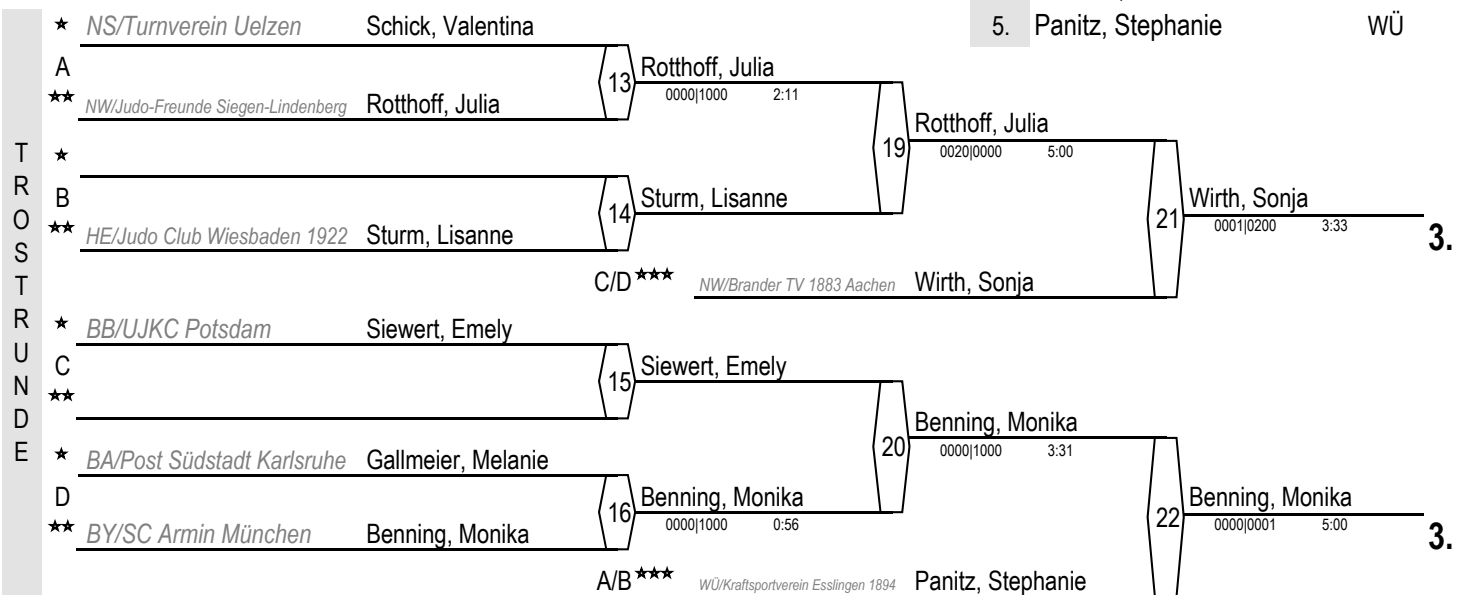 5. Panitz, Stephanie WÜ
TROSTRUNDE
★ NS/Turnverein Uelzen Schick, Valentina
A
★★ NW/Judo-Freunde Siegen-Lindenberg Rotthoff, Julia
13 Rotthoff, Julia
0000|1000 2:11
★
B
★★ HE/Judo Club Wiesbaden 1922 Sturm, Lisanne
14 Sturm, Lisanne
19 Rotthoff, Julia
0020|0000 5:00
C/D ★★★ NW/Brander TV 1883 Aachen Wirth, Sonja
21 Wirth, Sonja
0001|0200 3:33
3.
★ BB/UJKC Potsdam Siewert, Emely
C
★★
15 Siewert, Emely
★ BA/Post Südstadt Karlsruhe Gallmeier, Melanie
D
★★ BY/SC Armin München Benning, Monika
16 Benning, Monika
0000|1000 0:56
20 Benning, Monika
0000|1000 3:31
A/B ★★★ WÜ/Kraftsportverein Esslingen 1894 Panitz, Stephanie
22 Benning, Monika
0000|0001 5:00
3.